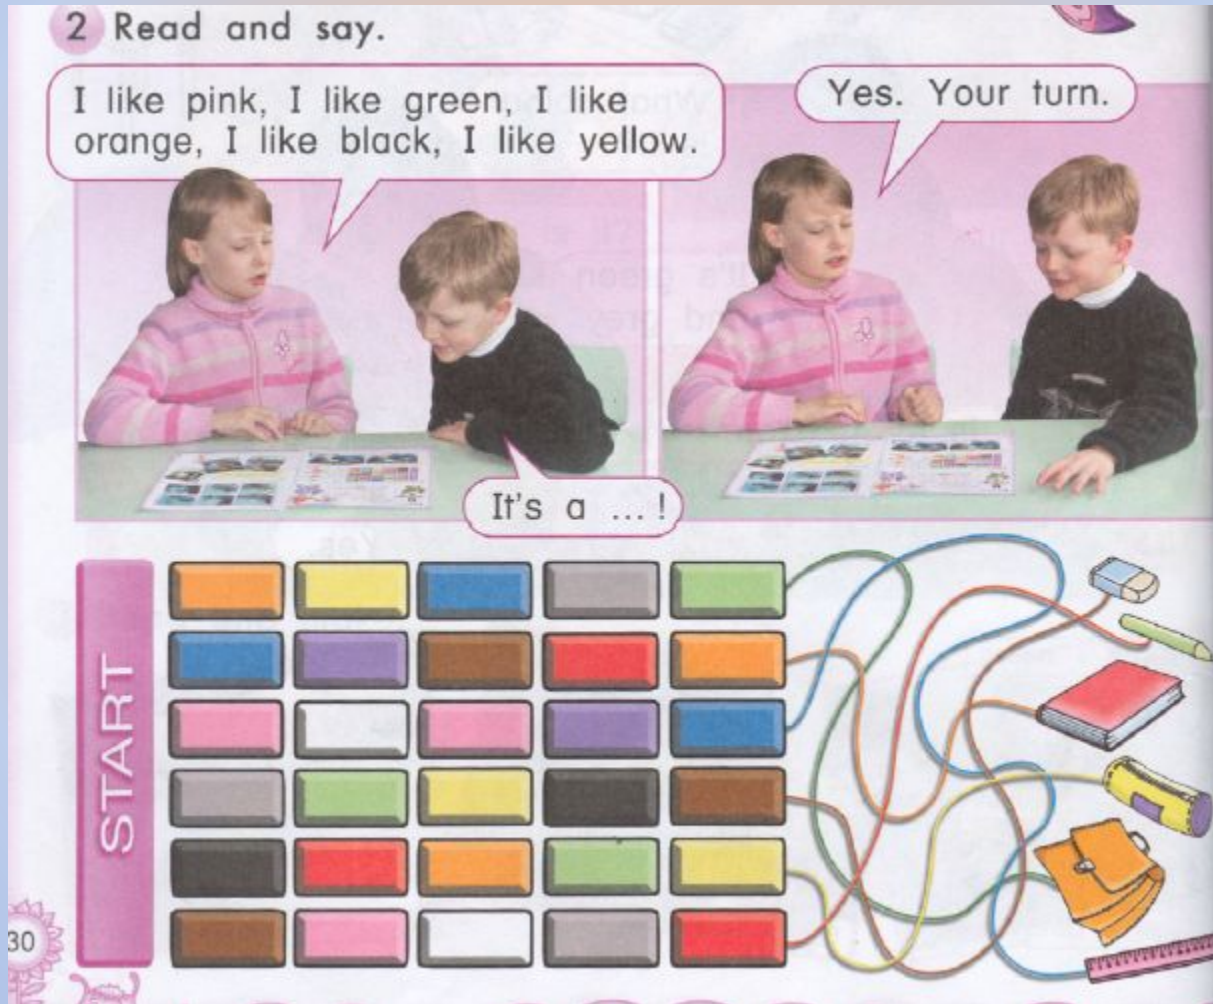 2 Read and say.
I like pink, I like green, I like
orange, I like black, I like yellow.
Yes. Your turn.
It's a ...!
START
30